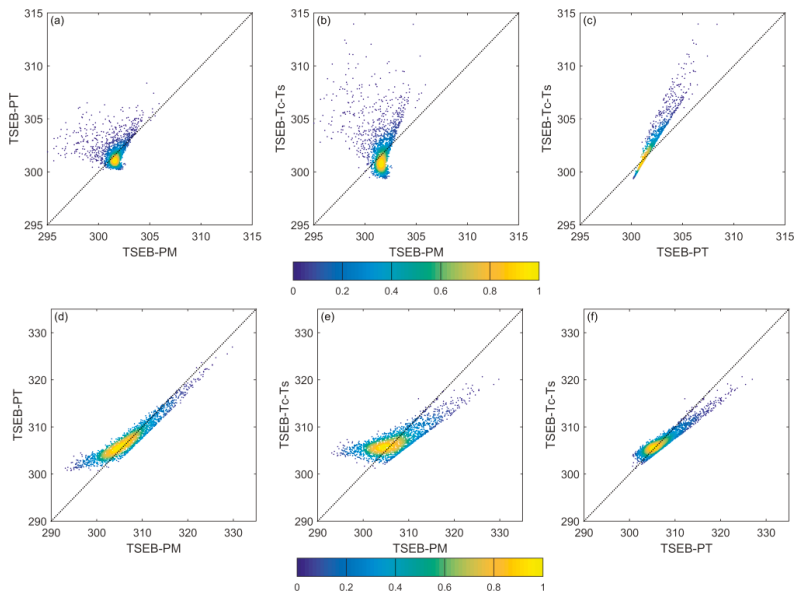 (a)
315
310
305
300
295
TSEB-PT
295 300 305 310 315
TSEB-PM
(b)
315
310
305
300
295
TSEB-Tc-Ts
295 300 305 310 315
TSEB-PM
(c)
315
310
305
300
295
TSEB-Tc-Ts
295 300 305 310 315
TSEB-PT
0 0.2 0.4 0.6 0.8 1
(d)
330
320
310
300
290
TSEB-PT
290 300 310 320 330
TSEB-PM
(e)
330
320
310
300
290
TSEB-Tc-Ts
290 300 310 320 330
TSEB-PM
(f)
330
320
310
300
290
TSEB-Tc-Ts
290 300 310 320 330
TSEB-PT
0 0.2 0.4 0.6 0.8 1